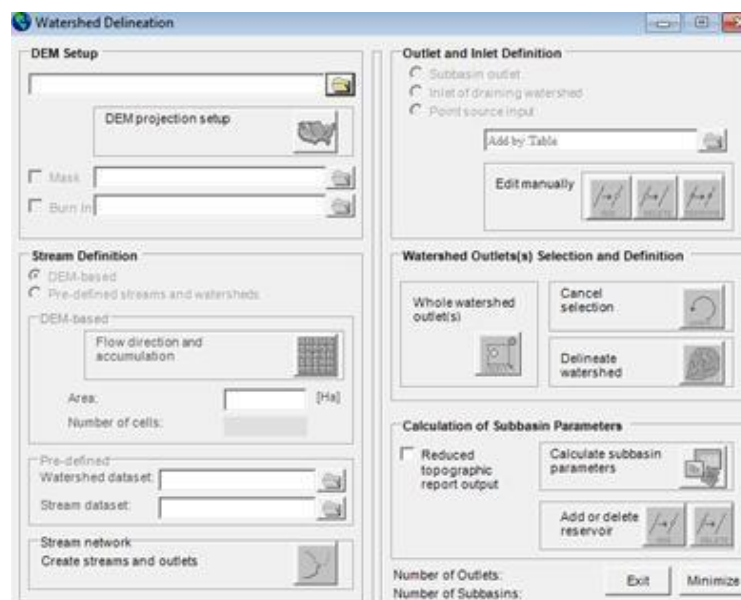 Watershed Delineation
DEM Setup
DEM projection setup
Mask
Burn In
Stream Definition
DEM-based
Pre-defined streams and watersheds
DEM-based
Flow direction and
accumulation
Area:
[Ha]
Number of cells:
Pre-defined
Watershed dataset:
Stream dataset:
Stream network
Create streams and outlets
Outlet and Inlet Definition
Subbasin outlet
Inlet of draining watershed
Point source input
Add by Table
Edit manually
ADD
DELETE
Watershed Outlets(s) Selection and Definition
Whole watershed
outlet(s)
Cancel
selection
Delineate
watershed
Calculation of Subbasin Parameters
Reduced
topographic
report output
Calculate subbasin
parameters
Add or delete
reservoir
ADD
DELETE
Number of Outlets:
Number of Subbasins:
Exit
Minimize